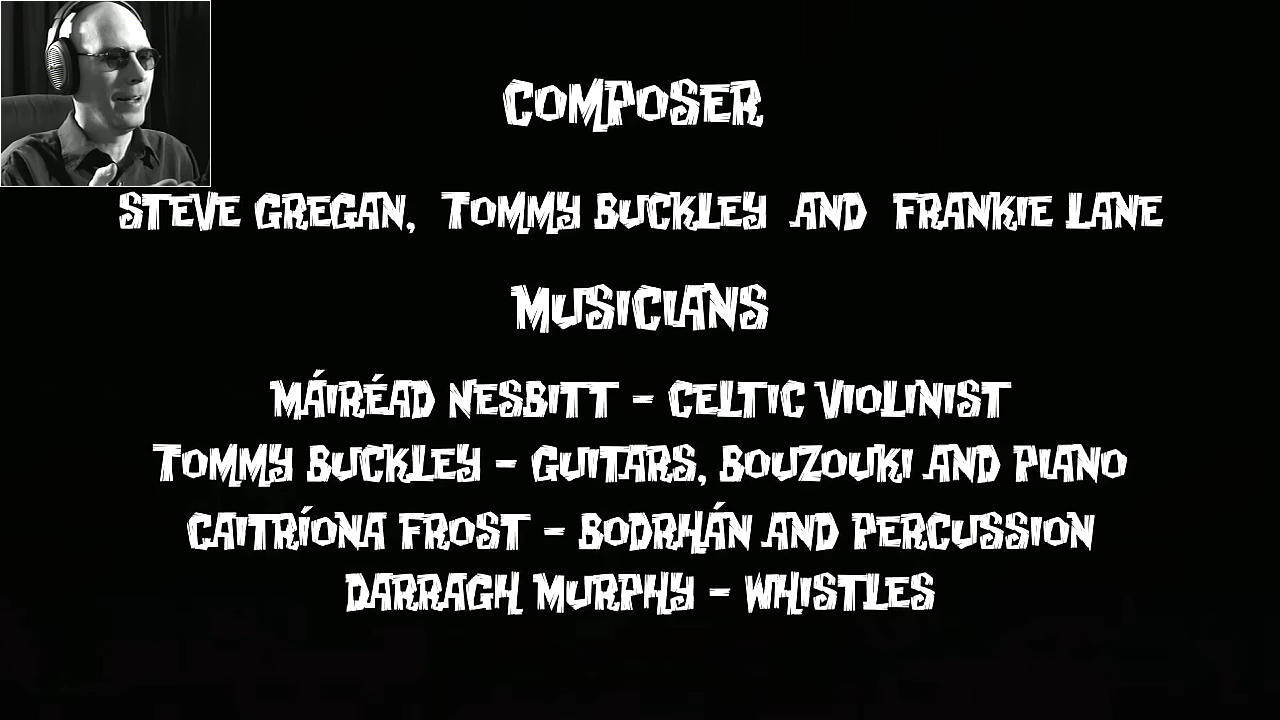 COMPOSER
STEVE GREGAN, TOMMY BUCKLEY AND FRANKIE LANE
MUSICIANS
MÁIRÉAD NESBITT - CELTIC VIOLINIST
TOMMY BUCKLEY - GUITARS, BOUZOUKI AND PIANO
CAITRÍONA FROST - BODRHÁN AND PERCUSSION
DARRAGH MURPHY - WHISTLES